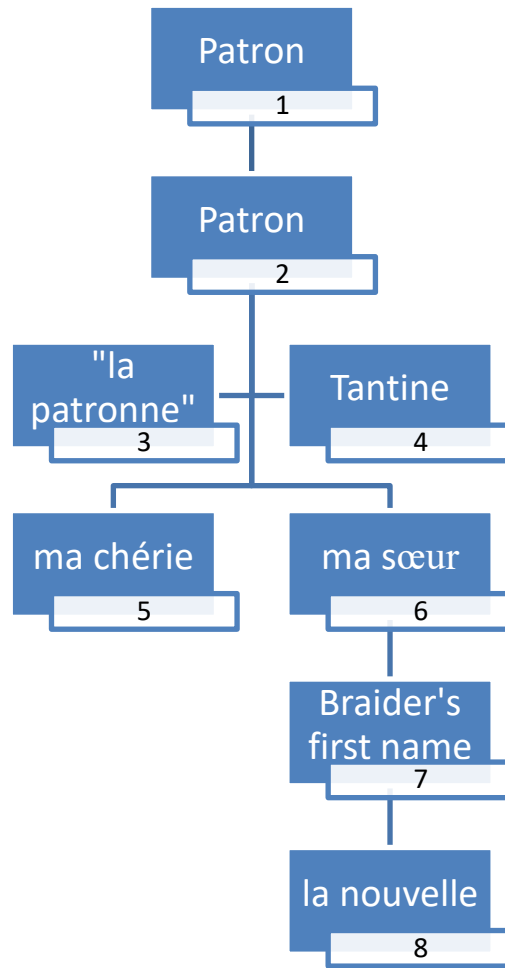 Patron
1
Patron
2
"la
patronne"
3
Tantine
4
ma chérie
5
ma sœur
6
Braider's
first name
7
la nouvelle
8